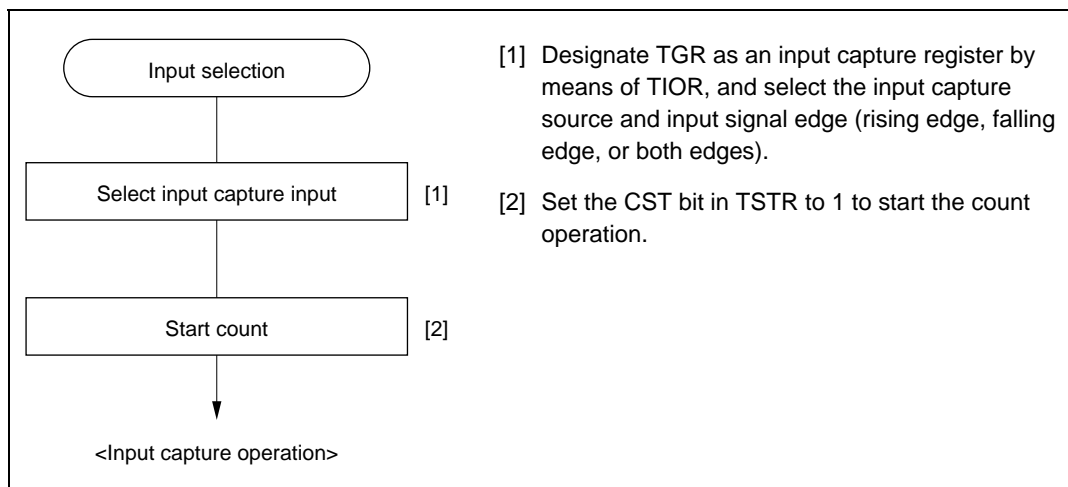 Input selection
Select input capture input
[1]
Start count
[2]
<Input capture operation>
[1] Designate TGR as an input capture register by
means of TIOR, and select the input capture
source and input signal edge (rising edge, falling
edge, or both edges).
[2] Set the CST bit in TSTR to 1 to start the count
operation.